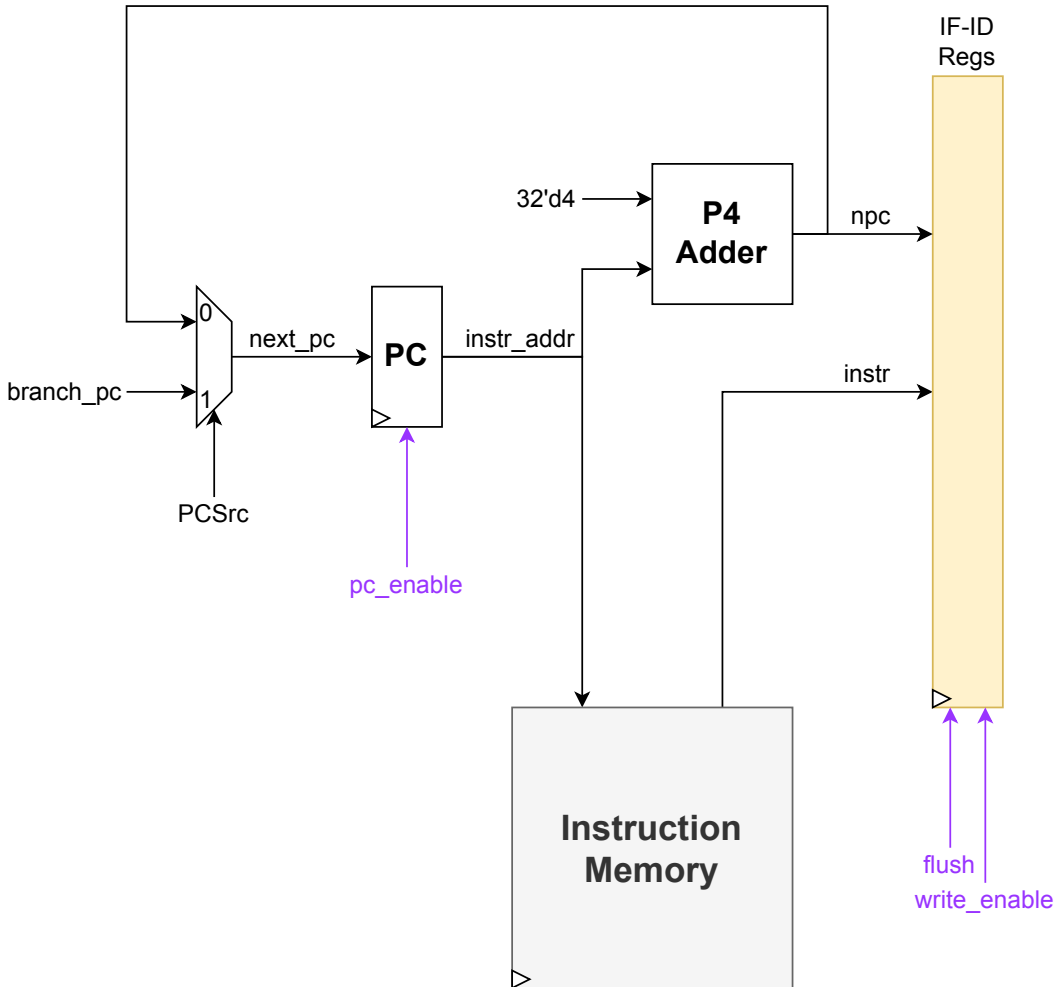 IF-ID
Regs
32'd4
P4
Adder
npc
0
next_pc
PC
instr_addr
branch_pc
1
instr
PCSrc
pc_enable
Instruction
Memory
flush
write_enable